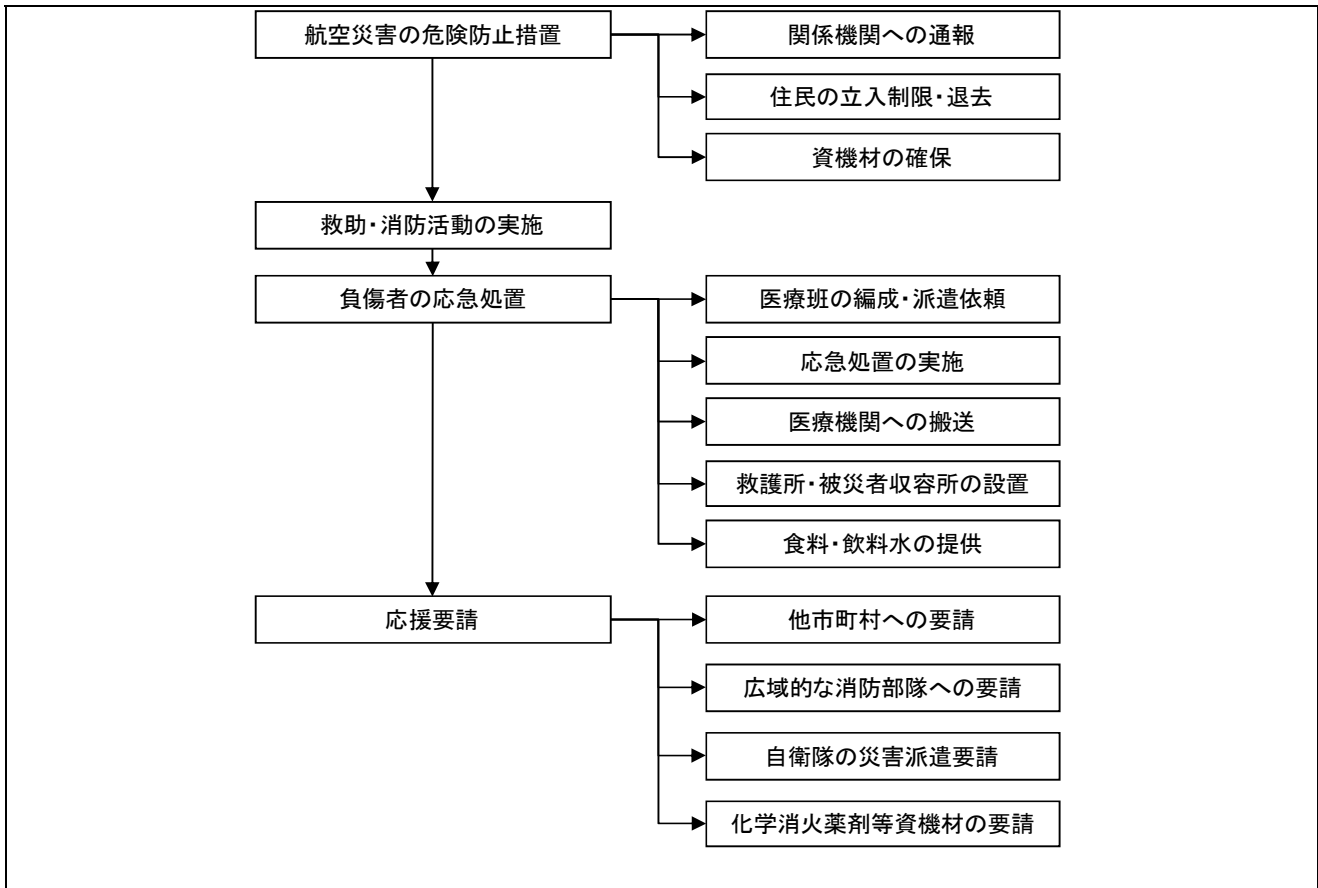 航空災害の危険防止措置
関係機関への通報
住民の立入制限・退去
資機材の確保
救助・消防活動の実施
負傷者の応急処置
医療班の編成・派遣依頼
応急処置の実施
医療機関への搬送
救護所・被災者収容所の設置
食料・飲料水の提供
応援要請
他市町村への要請
広域的な消防部隊への要請
自衛隊の災害派遣要請
化学消火薬剤等資機材の要請